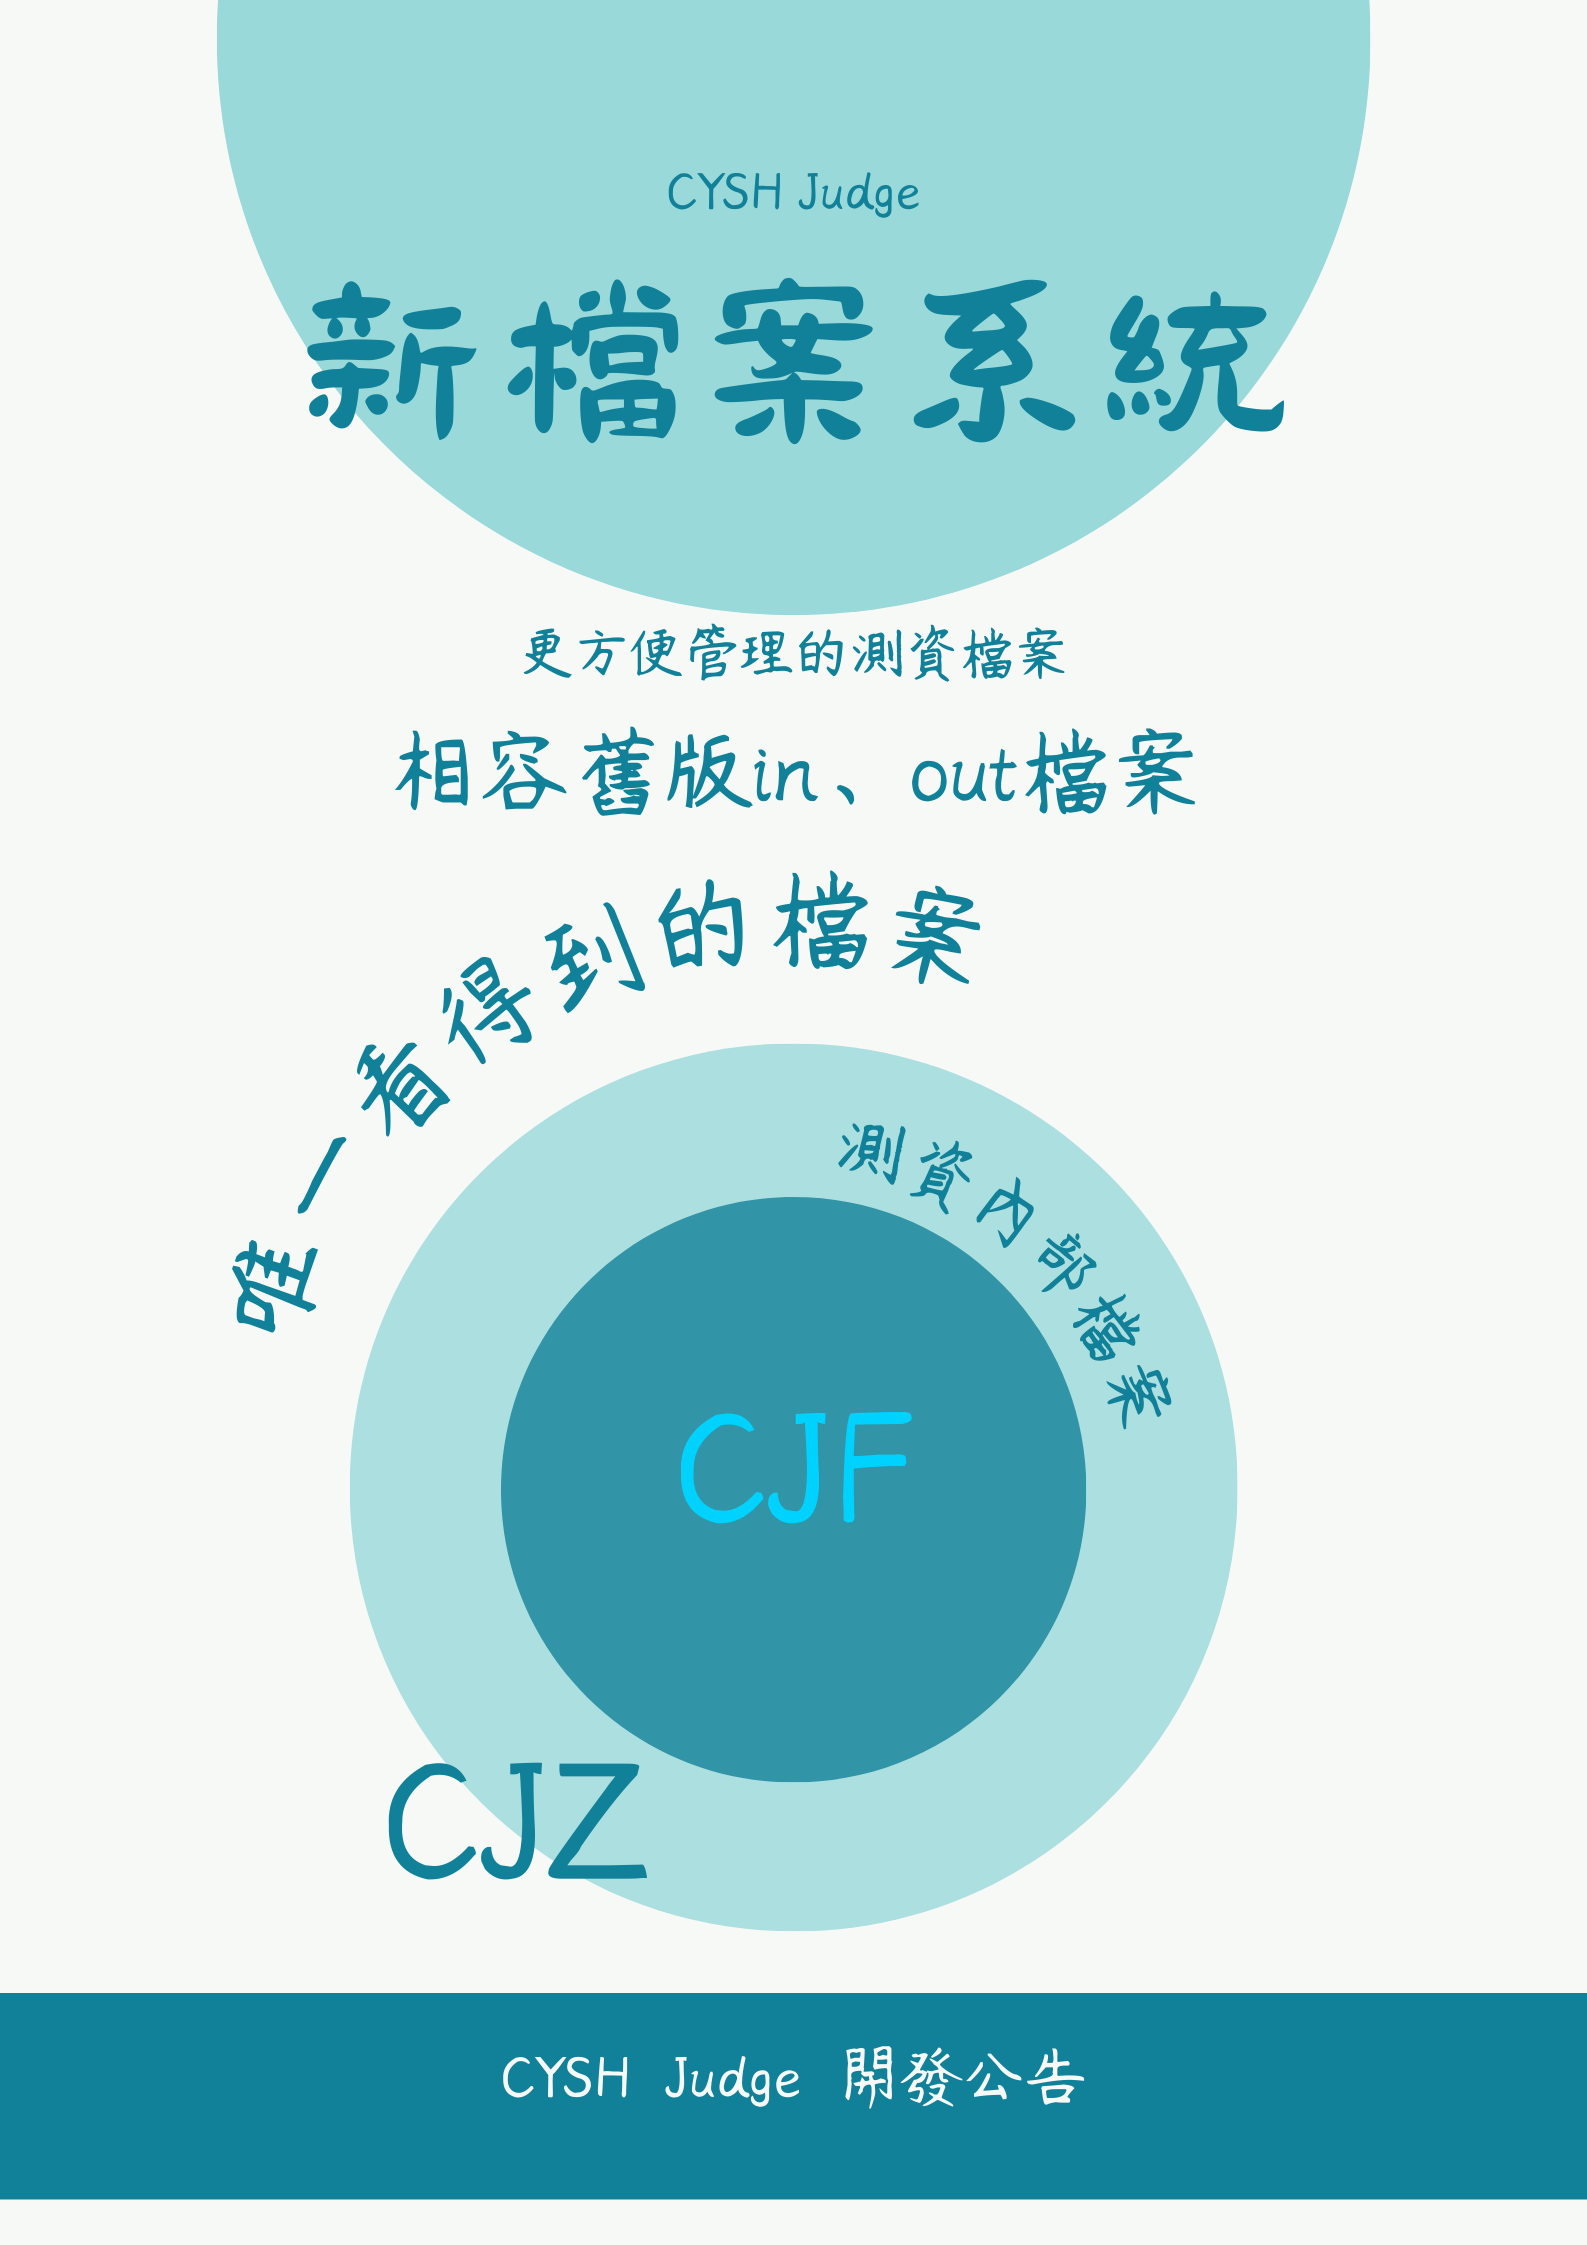 CYSH Judge
新檔案系統
更方便管理的測資檔案
相容舊版in、out檔案
唯一看得到的檔案
測資內部檔案
CJF
CJZ
CYSH Judge 開發公告